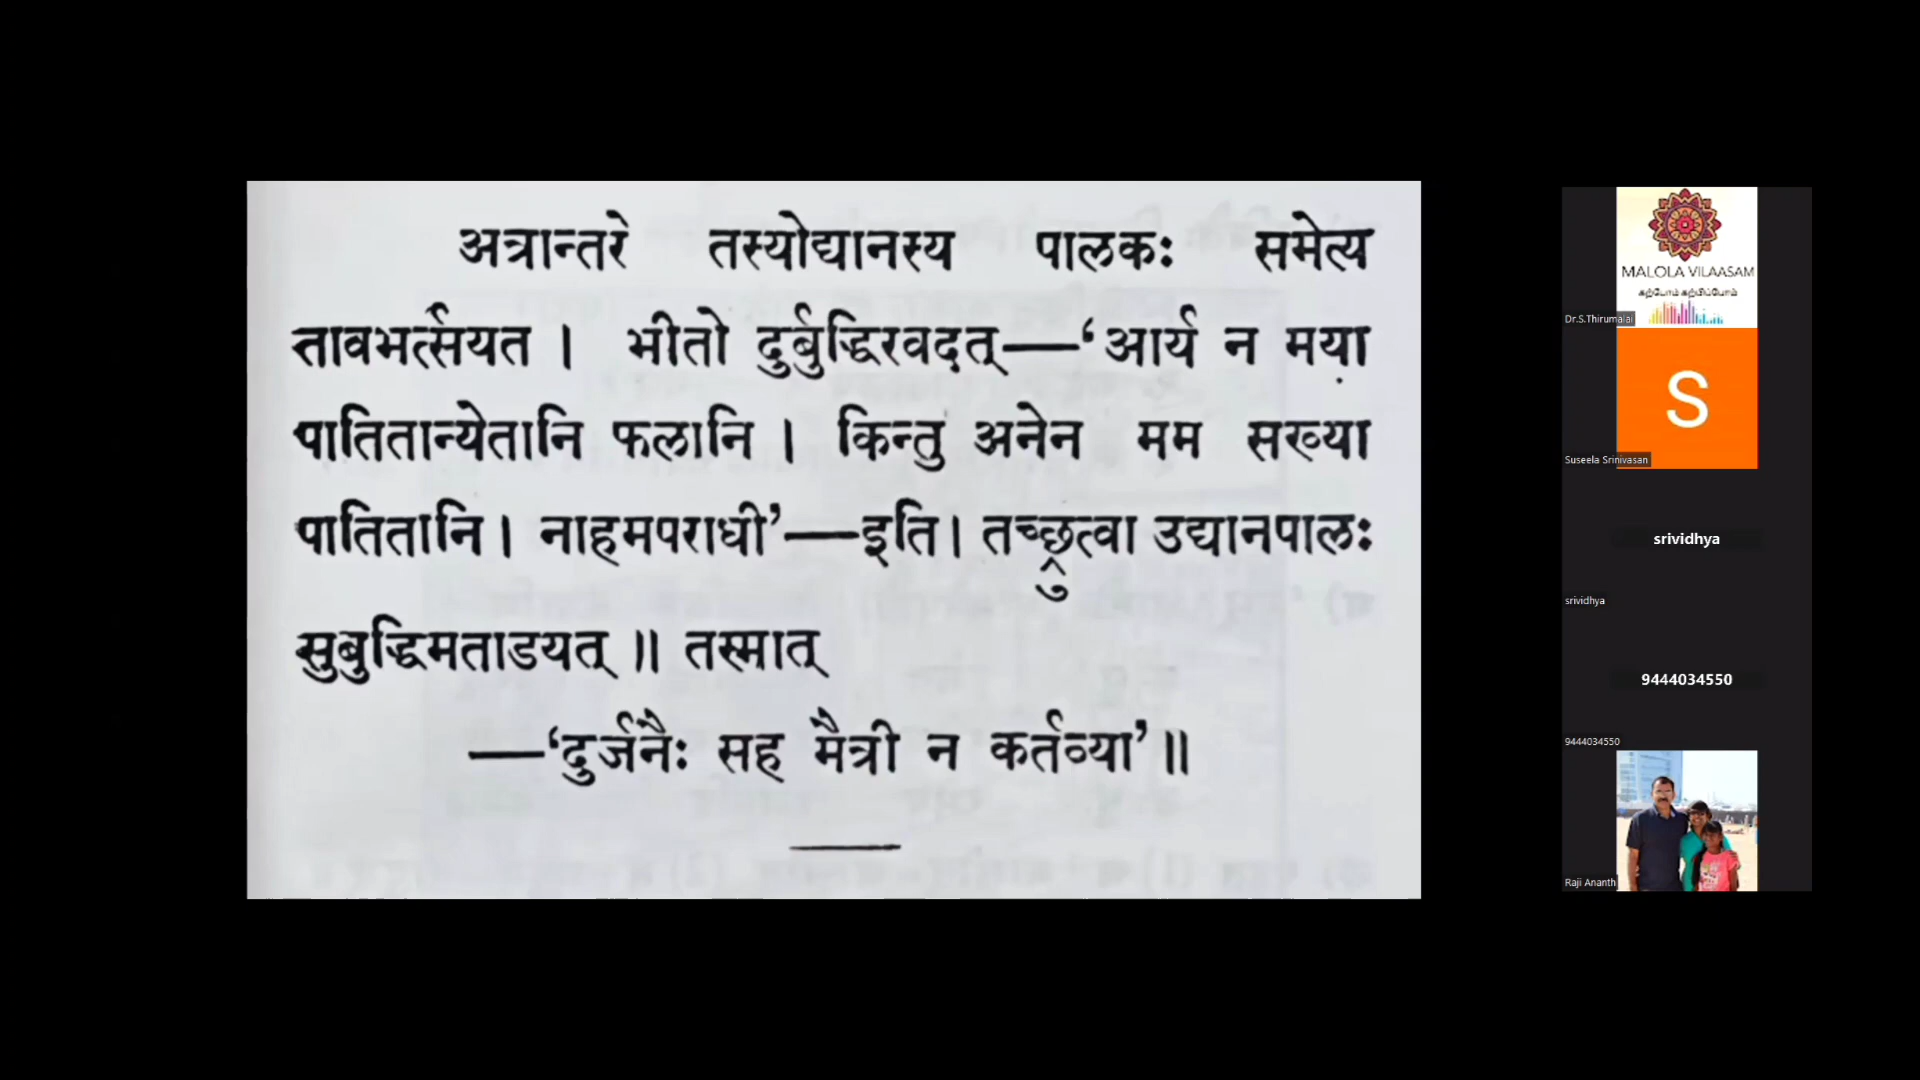 अत्रान्तरे तस्योद्यानस्य पालकः समेत्य
तावभर्त्सयत । भीतो दुर्बुद्धिरवदत्—‘आर्य न मया
पातितान्येतानि फलानि । किन्तु अनेन मम सख्या
पातितानि । नाहमपराधी’—इति । तच्छ्रुत्वा उद्यानपालः
सुबुद्धिमताडयत् ॥ तस्मात्
—‘दुर्जनैः सह मैत्री न कर्तव्या’ ॥
MALOLA VILAASAM
கற்போம் கற்பிப்போம்
Dr.S.Thirumalai
S
Suseela Srinivasan
srividhya
srividhya
9444034550
9444034550
Raji Ananth